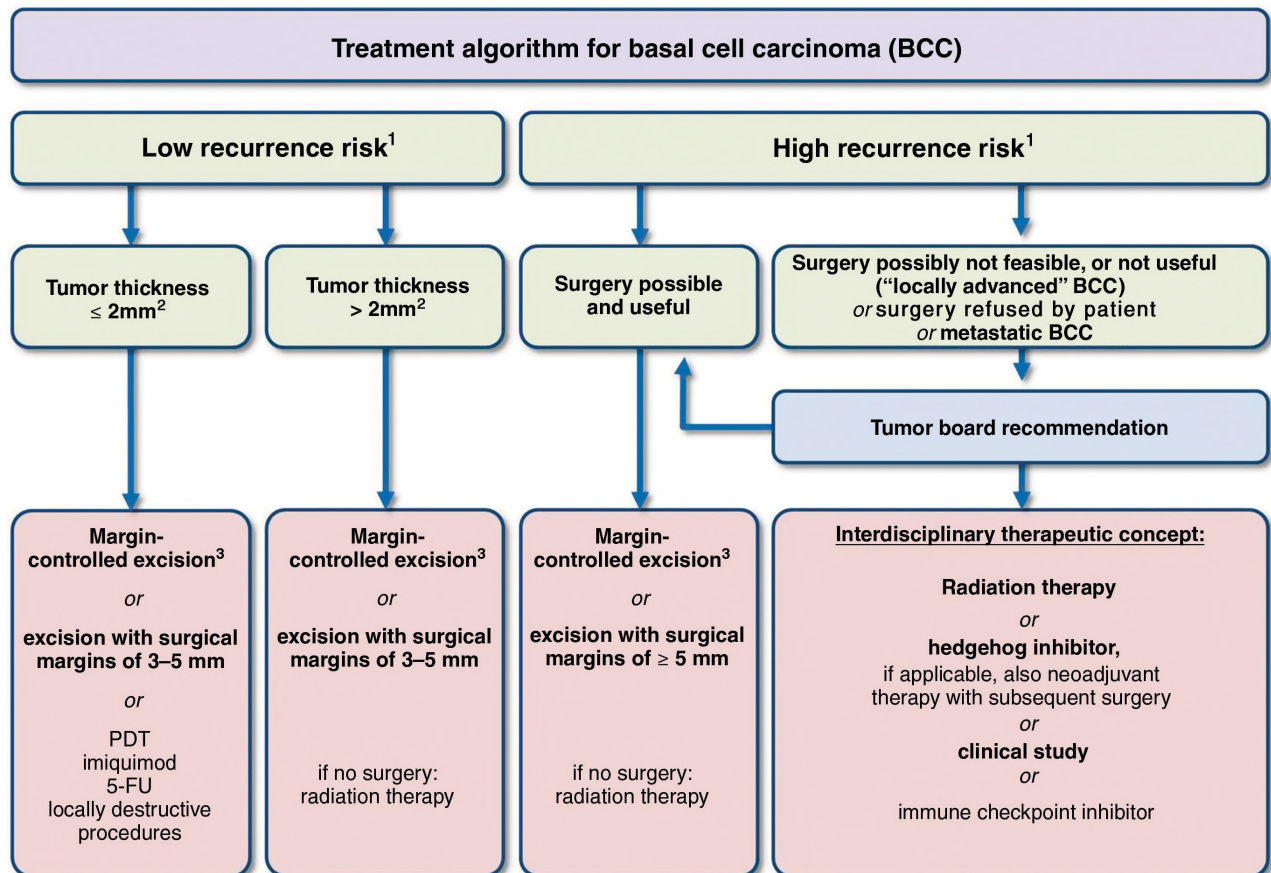 Treatment algorithm for basal cell carcinoma (BCC)
Low recurrence risk¹
High recurrence risk¹
Tumor thickness
≤ 2mm²
Tumor thickness
> 2mm²
Surgery possible
and useful
Surgery possibly not feasible, or not useful
(“locally advanced” BCC)
or surgery refused by patient
or metastatic BCC
Tumor board recommendation
Margin-
controlled excision³
or
excision with surgical
margins of 3–5 mm
or
PDT
imiquimod
5-FU
locally destructive
procedures
Margin-
controlled excision³
or
excision with surgical
margins of 3–5 mm
if no surgery:
radiation therapy
Margin-
controlled excision³
or
excision with surgical
margins of ≥ 5 mm
if no surgery:
radiation therapy
Interdisciplinary therapeutic concept:
Radiation therapy
or
hedgehog inhibitor,
if applicable, also neoadjuvant
therapy with subsequent surgery
or
clinical study
or
immune checkpoint inhibitor